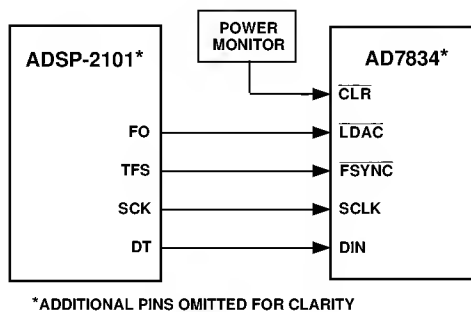 POWER
MONITOR
ADSP-2101*
AD7834*
CLR
FO
LDAC
TFS
FSYNC
SCK
SCLK
DT
DIN
*ADDITIONAL PINS OMITTED FOR CLARITY